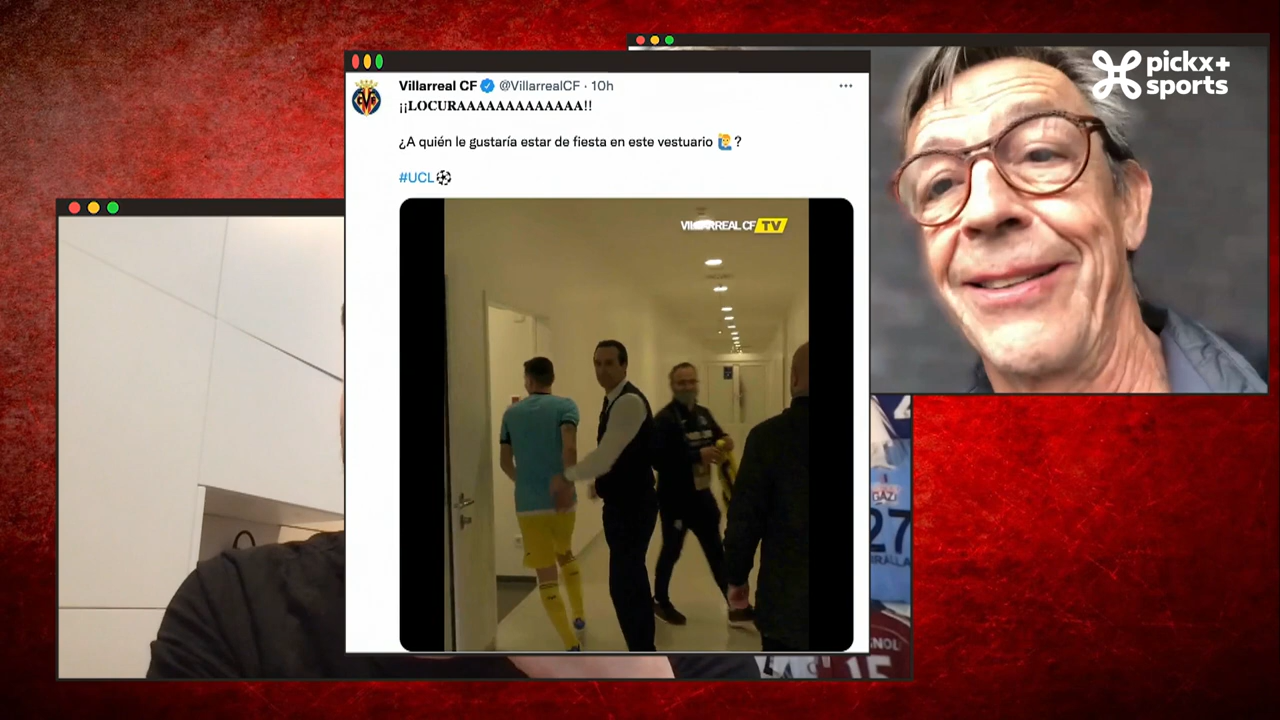 pickx+
sports
Villarreal CF @VillarrealCF · 10h
¡¡LOCURAAAAAAAAAAAAA!!
¿A quién le gustaría estar de fiesta en este vestuario 🙋‍♂️?
#UCL⚽
VILLARREAL CF TV
27